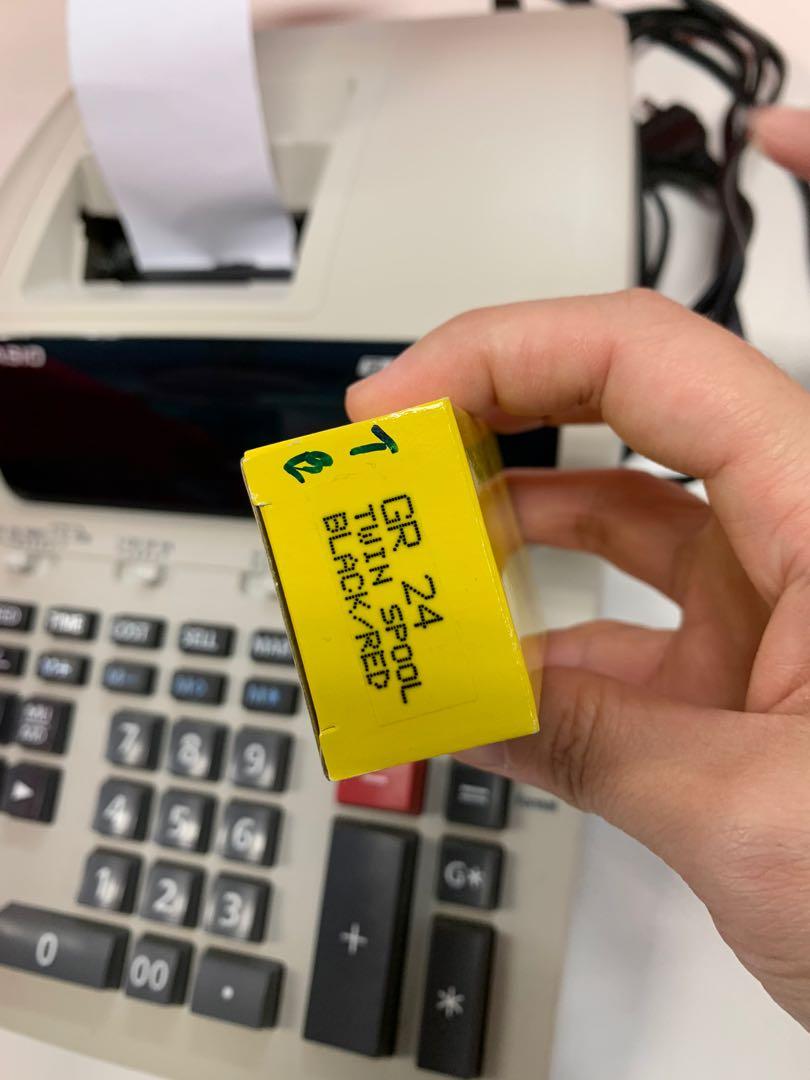 GR 24
TWIN SPOOL
BLACK/RED
TIME
COST
SELL
7
8
9
4
5
6
=
1
2
3
G*
+
0
00
.
*